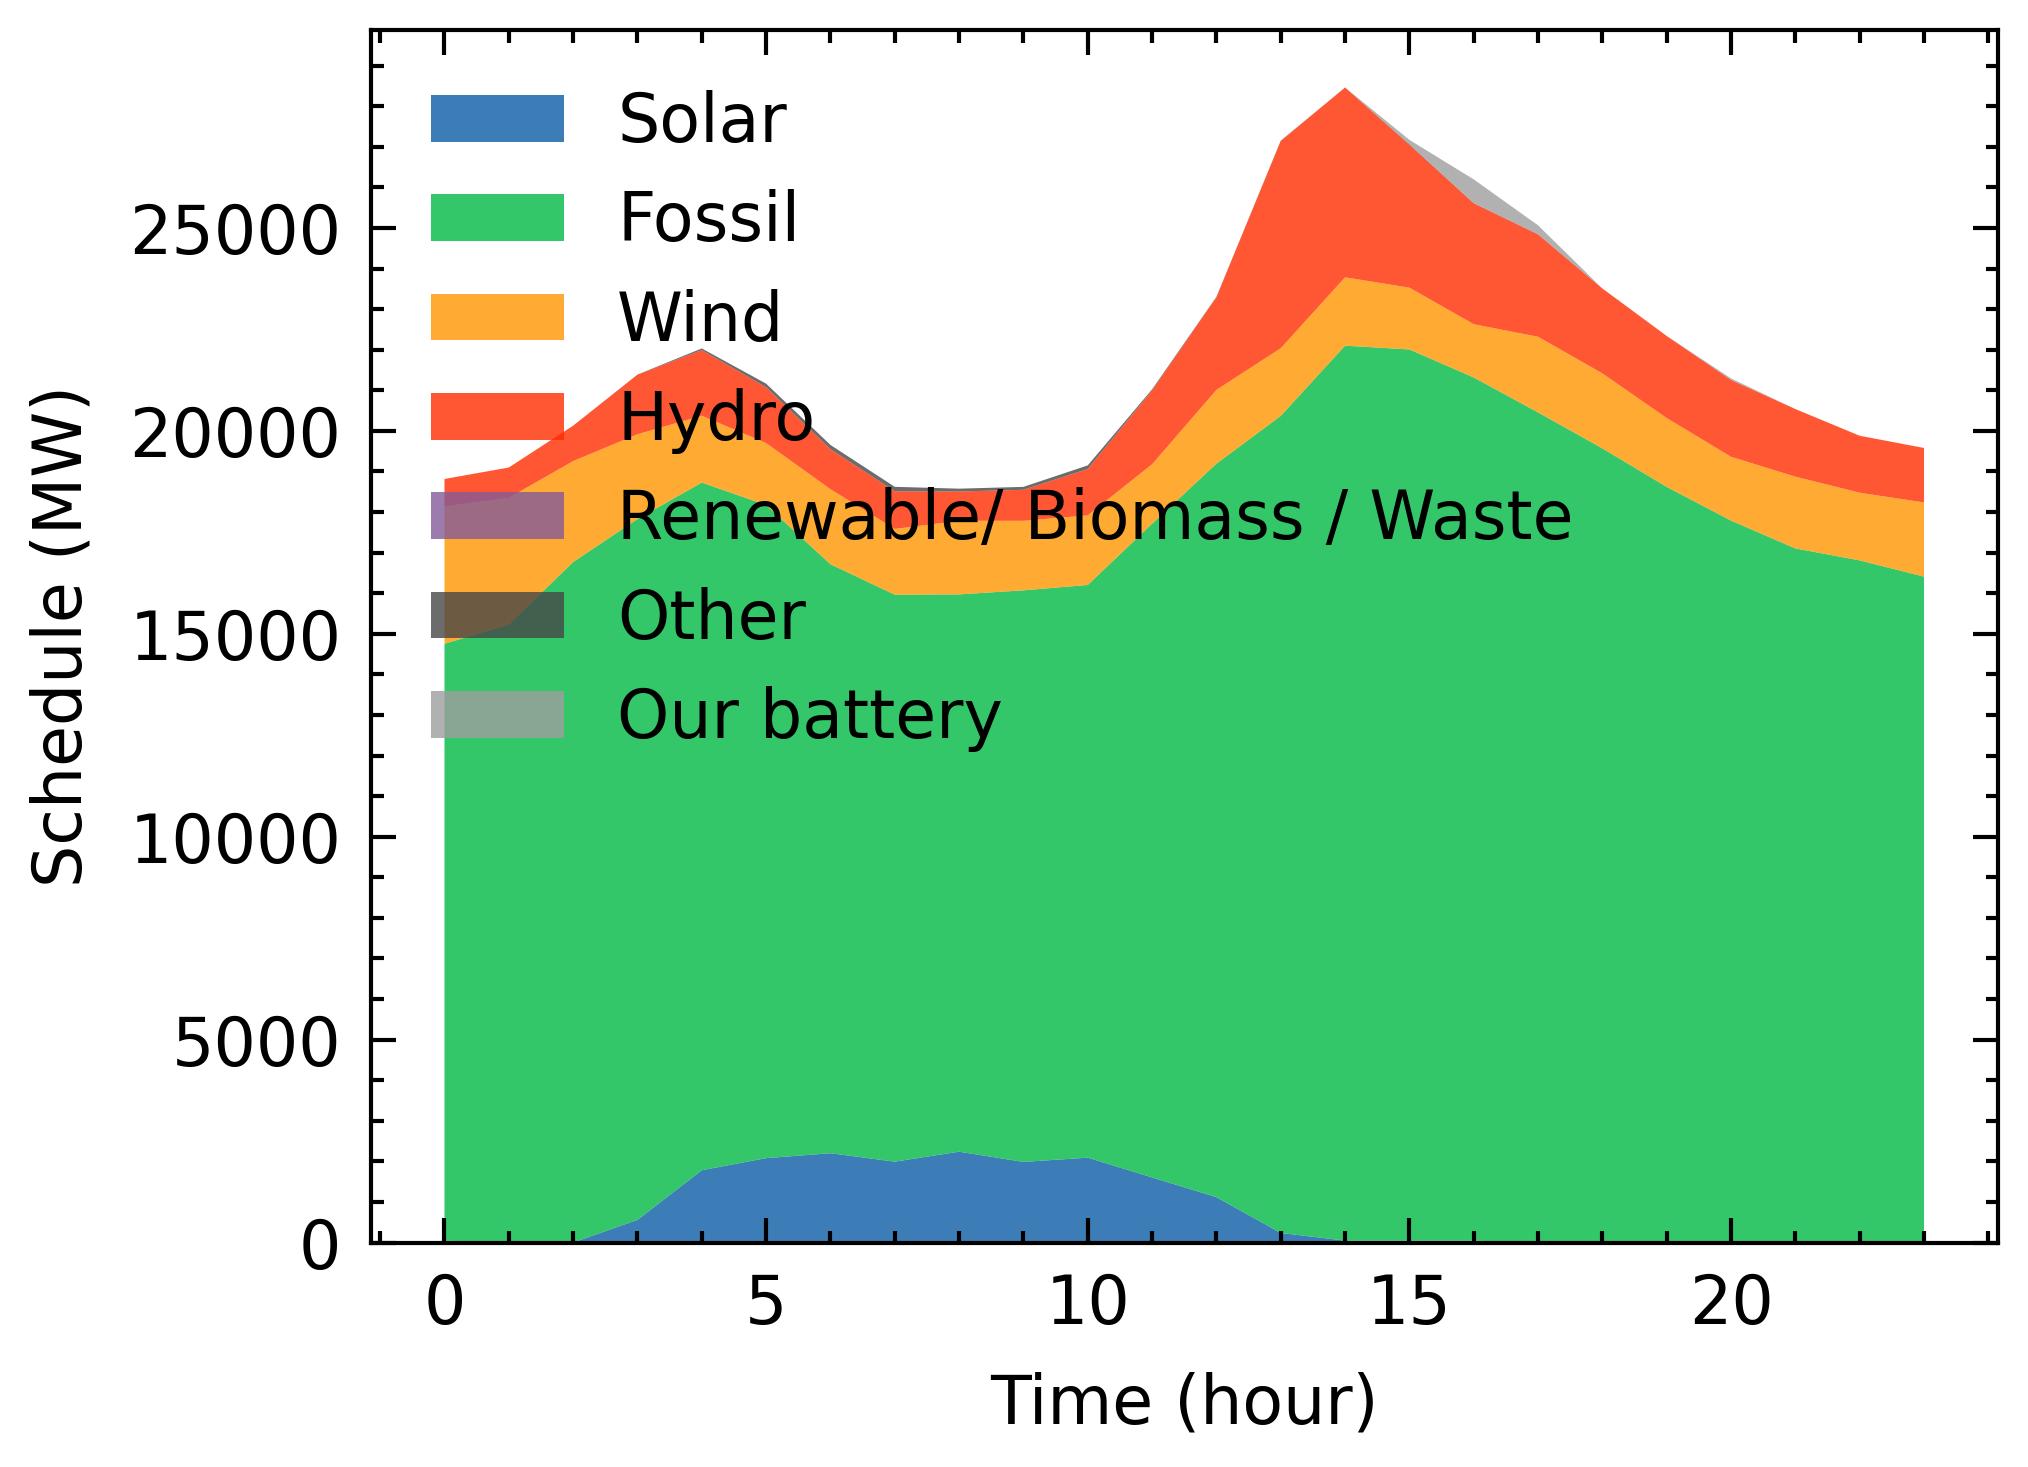 Solar
Fossil
Wind
Hydro
Renewable/ Biomass / Waste
Other
Our battery
Schedule (MW)
25000
20000
15000
10000
5000
0
0 5 10 15 20
Time (hour)